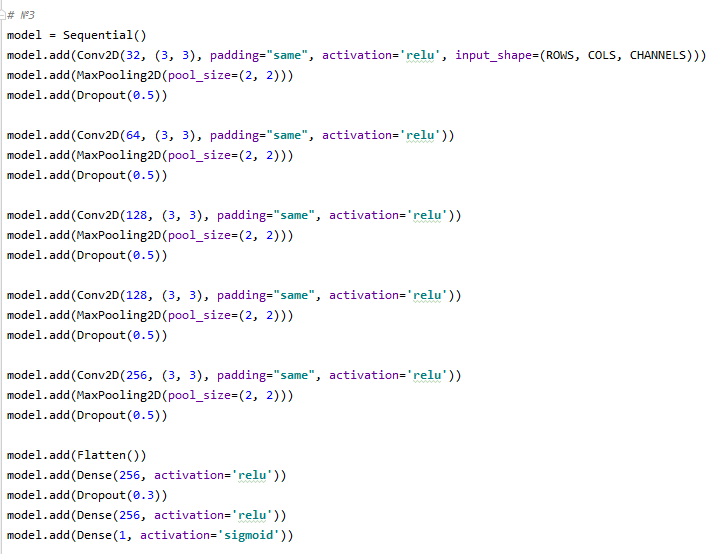 # №3
model = Sequential()
model.add(Conv2D(32, (3, 3), padding="same", activation='relu', input_shape=(ROWS, COLS, CHANNELS)))
model.add(MaxPooling2D(pool_size=(2, 2)))
model.add(Dropout(0.5))

model.add(Conv2D(64, (3, 3), padding="same", activation='relu'))
model.add(MaxPooling2D(pool_size=(2, 2)))
model.add(Dropout(0.5))

model.add(Conv2D(128, (3, 3), padding="same", activation='relu'))
model.add(MaxPooling2D(pool_size=(2, 2)))
model.add(Dropout(0.5))

model.add(Conv2D(128, (3, 3), padding="same", activation='relu'))
model.add(MaxPooling2D(pool_size=(2, 2)))
model.add(Dropout(0.5))

model.add(Conv2D(256, (3, 3), padding="same", activation='relu'))
model.add(MaxPooling2D(pool_size=(2, 2)))
model.add(Dropout(0.5))

model.add(Flatten())
model.add(Dense(256, activation='relu'))
model.add(Dropout(0.3))
model.add(Dense(256, activation='relu'))
model.add(Dense(1, activation='sigmoid'))